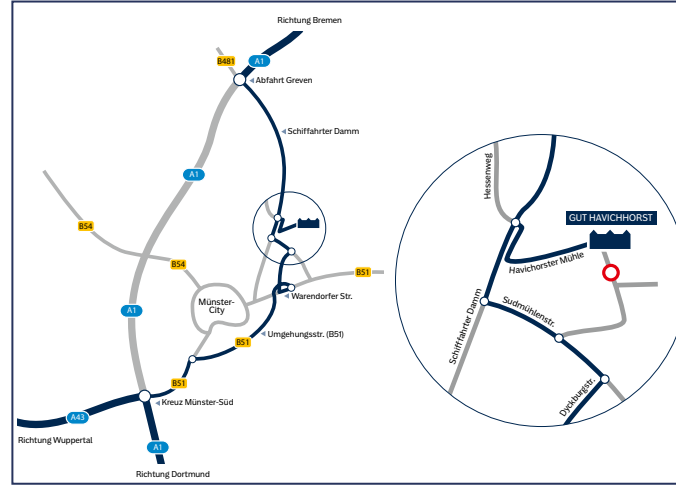 Richtung Bremen
B481
A1
Abfahrt Greven
Schiffahrter Damm
A1
B54
B54
B51
Münster-
City
Warendorfer Str.
A1
Umgehungsstr. (B51)
B51
B51
Kreuz Münster-Süd
A43
Richtung Wuppertal
A1
Richtung Dortmund
Hessenweg
GUT HAVICHHORST
Havichorster Mühle
Schifffahrter Damm
Sudmühlenstr.
Dyckburgstr.